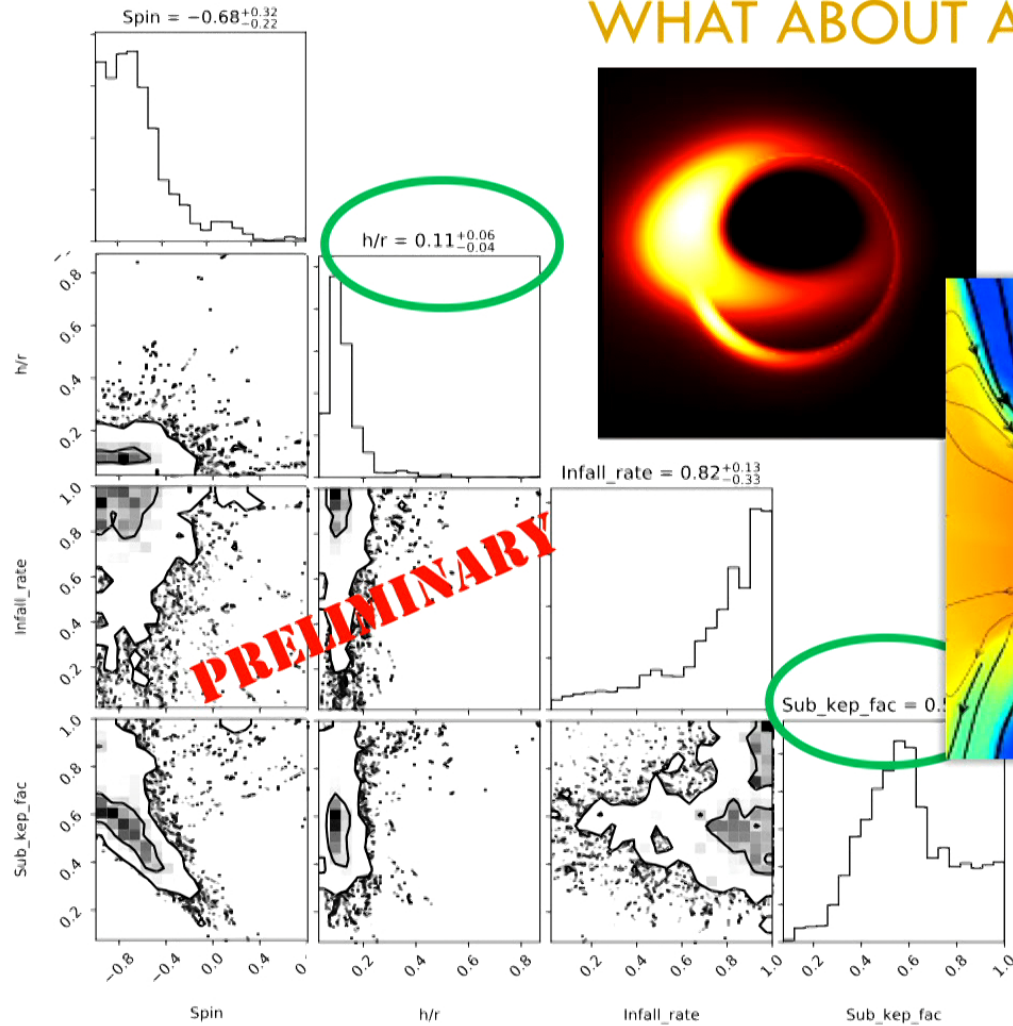 WHAT ABOUT A
Spin = −0.68 +0.32 −0.22
h/r = 0.11 +0.06 −0.04
0.8
0.6
0.4
0.2
h/r
Infall_rate = 0.82 +0.13 −0.33
1.0
0.8
0.6
0.4
0.2
Infall_rate
PRELIMINARY
Sub_kep_fac = 0.
1.0
0.8
0.6
0.4
0.2
Sub_kep_fac
−0.8 −0.4 0.0 0.4 0.2 0.4 0.6 0.8 0.2 0.4 0.6 0.8 1.0 0.2 0.4 0.6 0.8 1.0
Spin h/r Infall_rate Sub_kep_fac